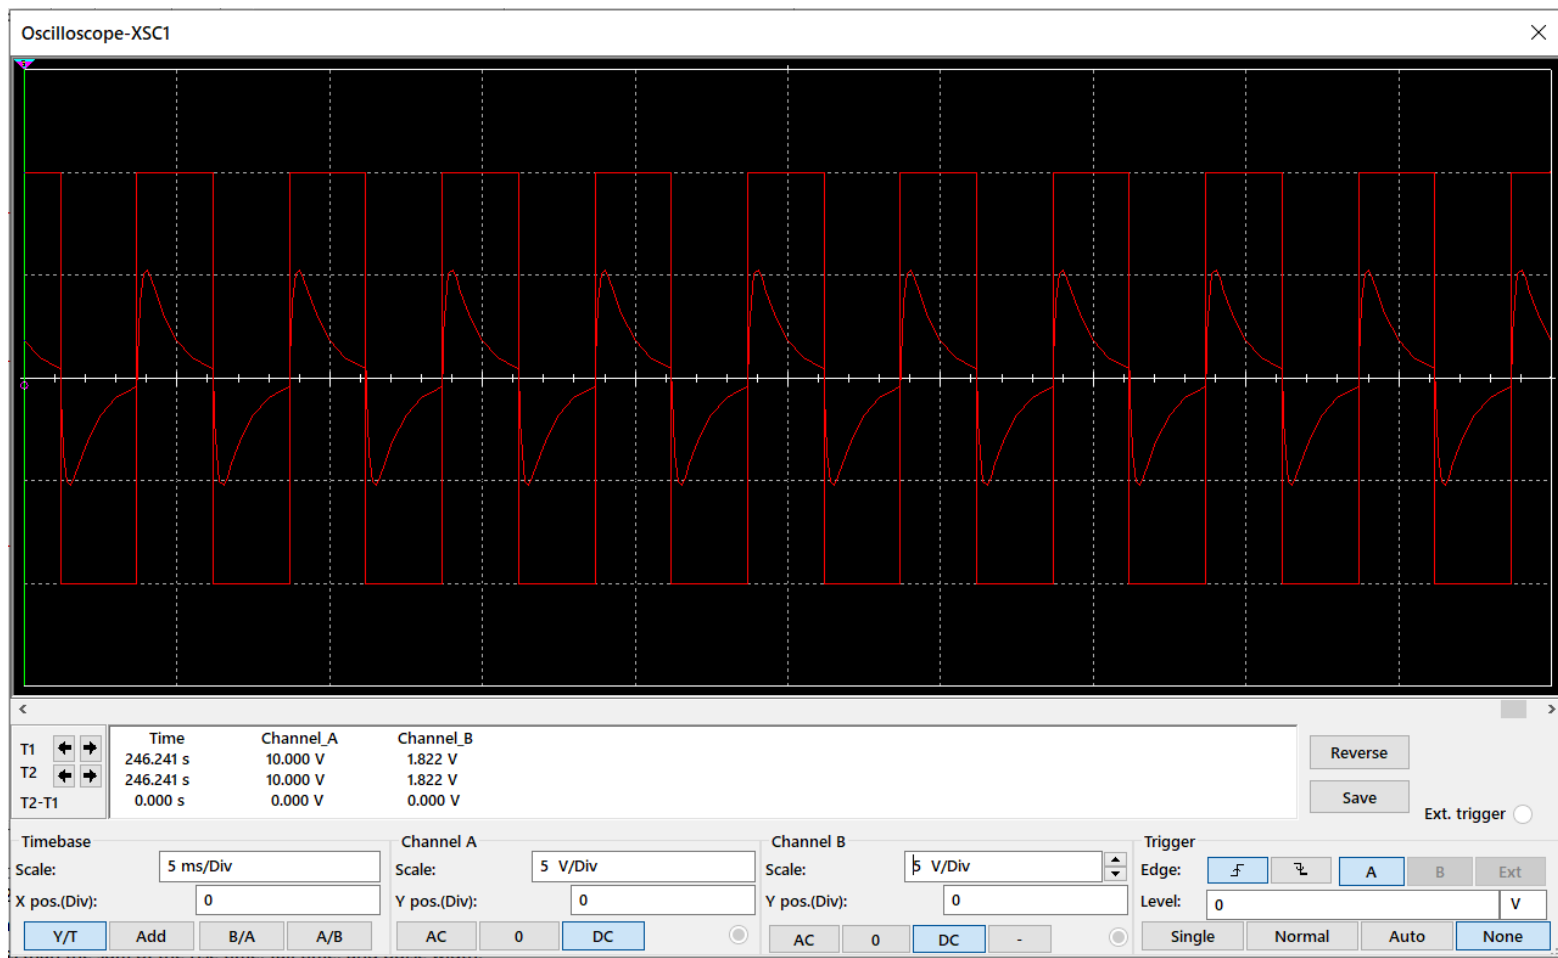 Oscilloscope-XSC1
Time Channel_A Channel_B
T1 246.241 s 10.000 V 1.822 V
T2 246.241 s 10.000 V 1.822 V
T2-T1 0.000 s 0.000 V 0.000 V
Reverse
Save
Ext. trigger
Timebase
Scale: 5 ms/Div
X pos.(Div): 0
Y/T Add B/A A/B
Channel A
Scale: 5 V/Div
Y pos.(Div): 0
AC 0 DC
Channel B
Scale: 5 V/Div
Y pos.(Div): 0
AC 0 DC -
Trigger
Edge: A B Ext
Level: 0 V
Single Normal Auto None